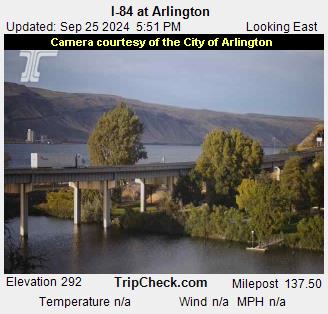 I-84 at Arlington
Updated: Sep 25 2024 5:51 PM Looking East
Camera courtesy of the City of Arlington
Elevation 292 TripCheck.com Milepost 137.50
Temperature n/a Wind n/a MPH n/a